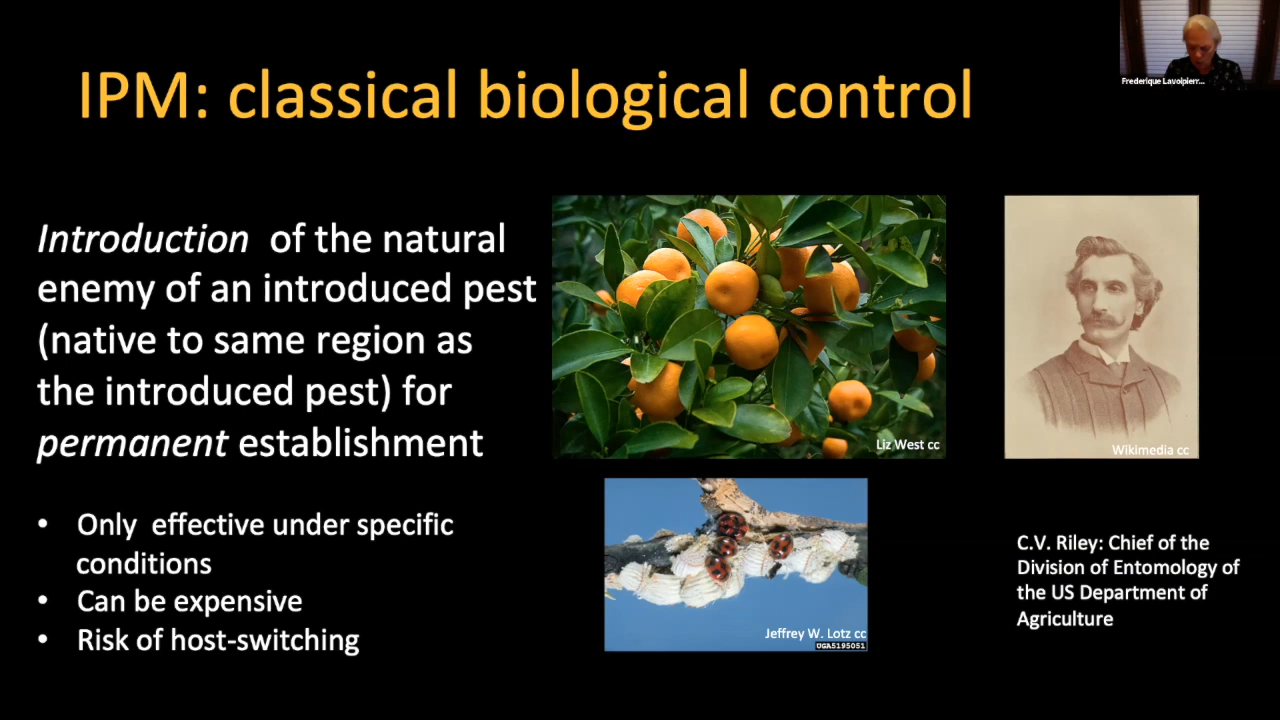 Frederique Lavoipierr...
IPM: classical biological control
Introduction of the natural
enemy of an introduced pest
(native to same region as
the introduced pest) for
permanent establishment
• Only effective under specific
conditions
• Can be expensive
• Risk of host-switching
Liz West cc
Wikimedia cc
Jeffrey W. Lotz cc
UGA5195051
C.V. Riley: Chief of the
Division of Entomology of
the US Department of
Agriculture